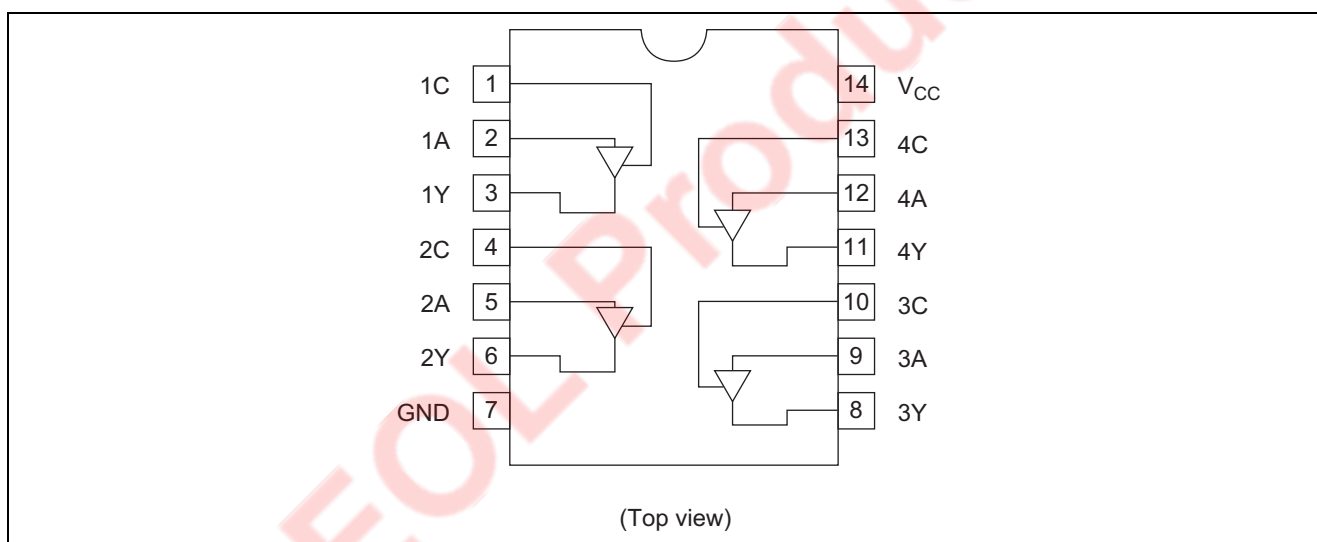 1C 1
1A 2
1Y 3
2C 4
2A 5
2Y 6
GND 7
14 VCC
13 4C
12 4A
11 4Y
10 3C
9 3A
8 3Y
(Top view)
EOL Produc